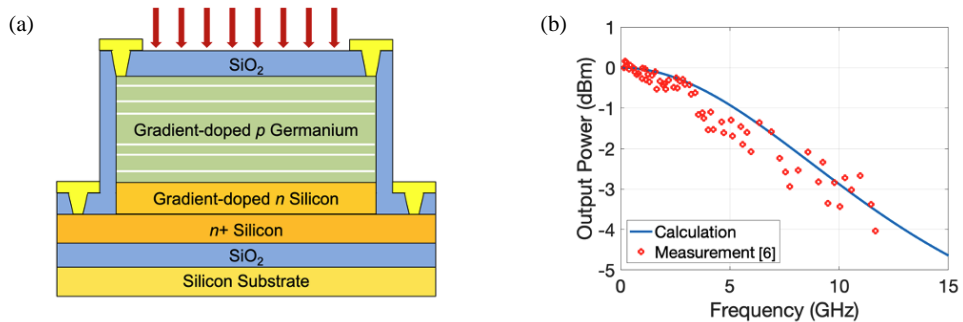 (a)
SiO2
Gradient-doped p Germanium
Gradient-doped n Silicon
n+ Silicon
SiO2
Silicon Substrate
(b)
Output Power (dBm)
1
0
-1
-2
-3
-4
-5
Calculation
Measurement [6]
0
5
10
15
Frequency (GHz)